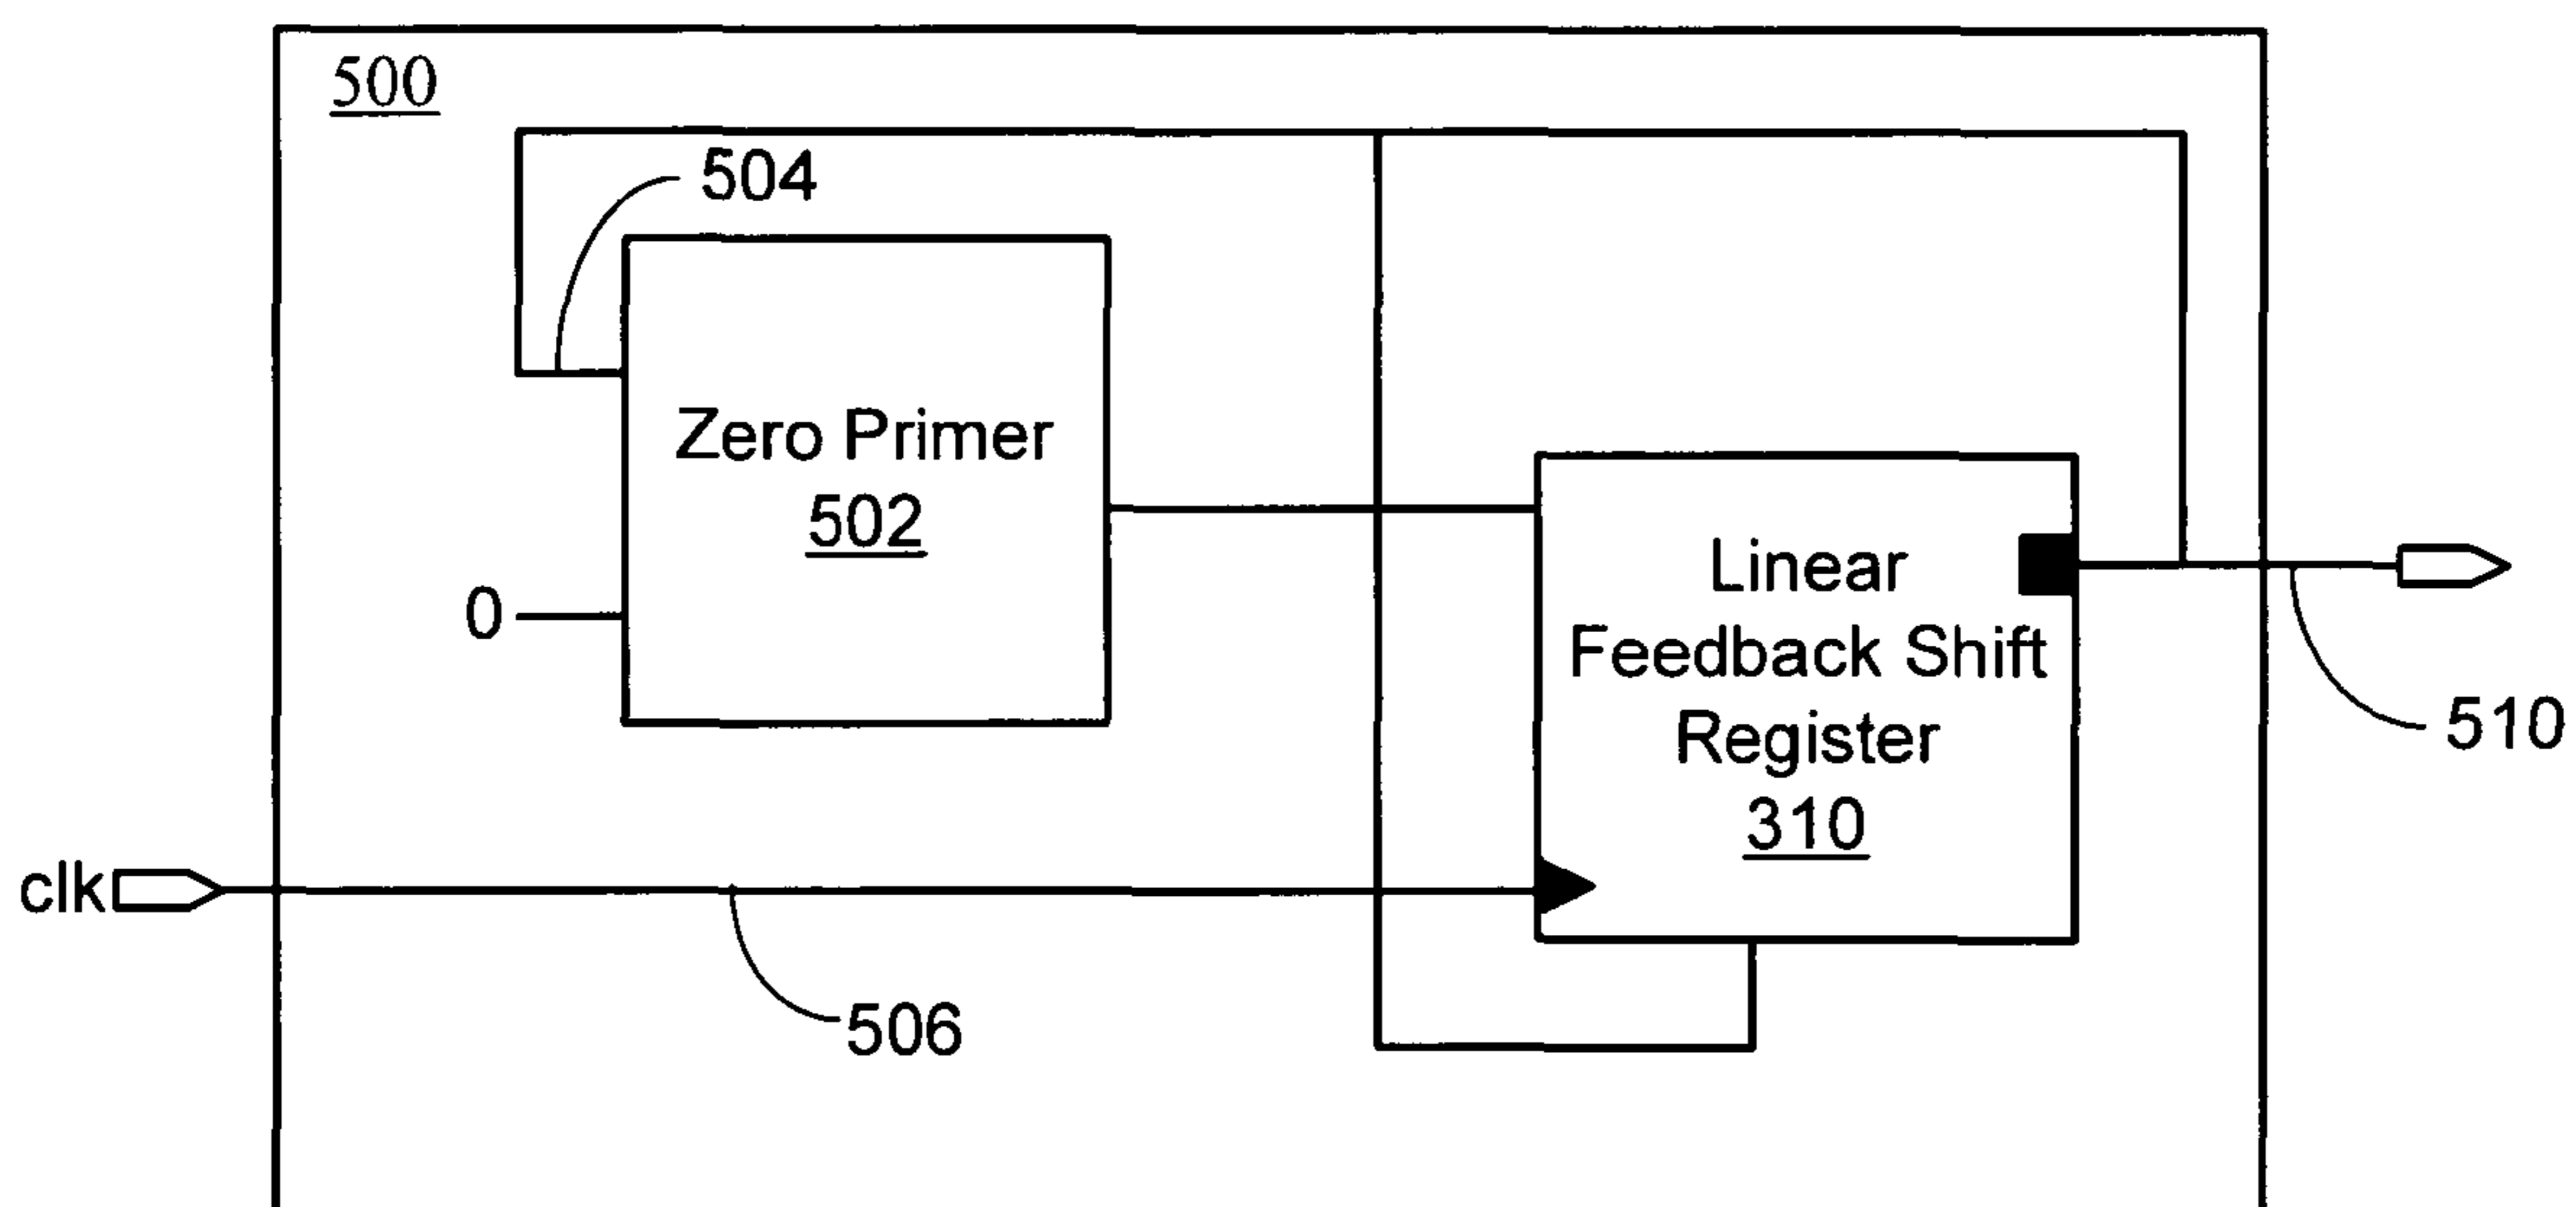 500
504
Zero Primer
502
0
Linear
Feedback Shift
Register
310
510
clk
506